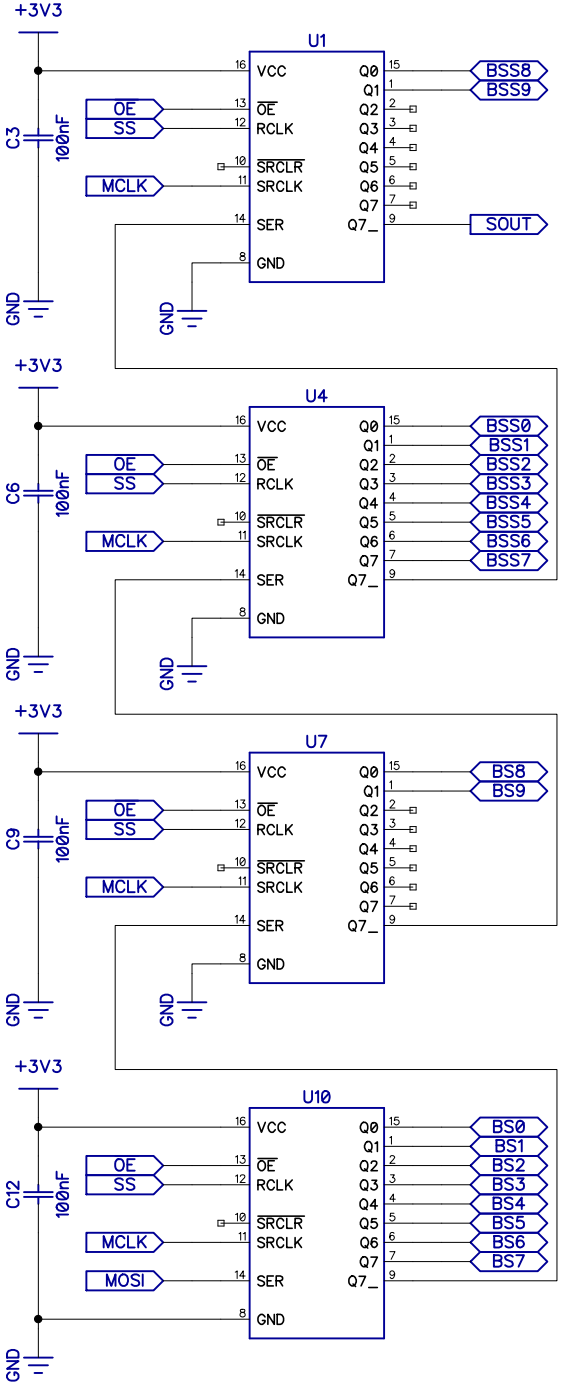 +3V3
U1
16 VCC Q0 15 BSS8
Q1 1 BSS9
OE 13 OE Q2 2
SS 12 RCLK Q3 3
C3 100nF
Q4 4
10 SRCLR Q5 5
MCLK 11 SRCLK Q6 6
Q7 7
14 SER Q7_ 9 SOUT
8 GND
GND GND
+3V3
U4
16 VCC Q0 15 BSS0
Q1 1 BSS1
OE 13 OE Q2 2 BSS2
SS 12 RCLK Q3 3 BSS3
C6 100nF
Q4 4 BSS4
10 SRCLR Q5 5 BSS5
MCLK 11 SRCLK Q6 6 BSS6
Q7 7 BSS7
14 SER Q7_ 9
8 GND
GND GND
+3V3
U7
16 VCC Q0 15 BS8
Q1 1 BS9
OE 13 OE Q2 2
SS 12 RCLK Q3 3
C9 100nF
Q4 4
10 SRCLR Q5 5
MCLK 11 SRCLK Q6 6
Q7 7
14 SER Q7_ 9
8 GND
GND GND
+3V3
U10
16 VCC Q0 15 BS0
Q1 1 BS1
OE 13 OE Q2 2 BS2
SS 12 RCLK Q3 3 BS3
C12 100nF
Q4 4 BS4
10 SRCLR Q5 5 BS5
MCLK 11 SRCLK Q6 6 BS6
Q7 7 BS7
MOSI 14 SER Q7_ 9
8 GND
GND